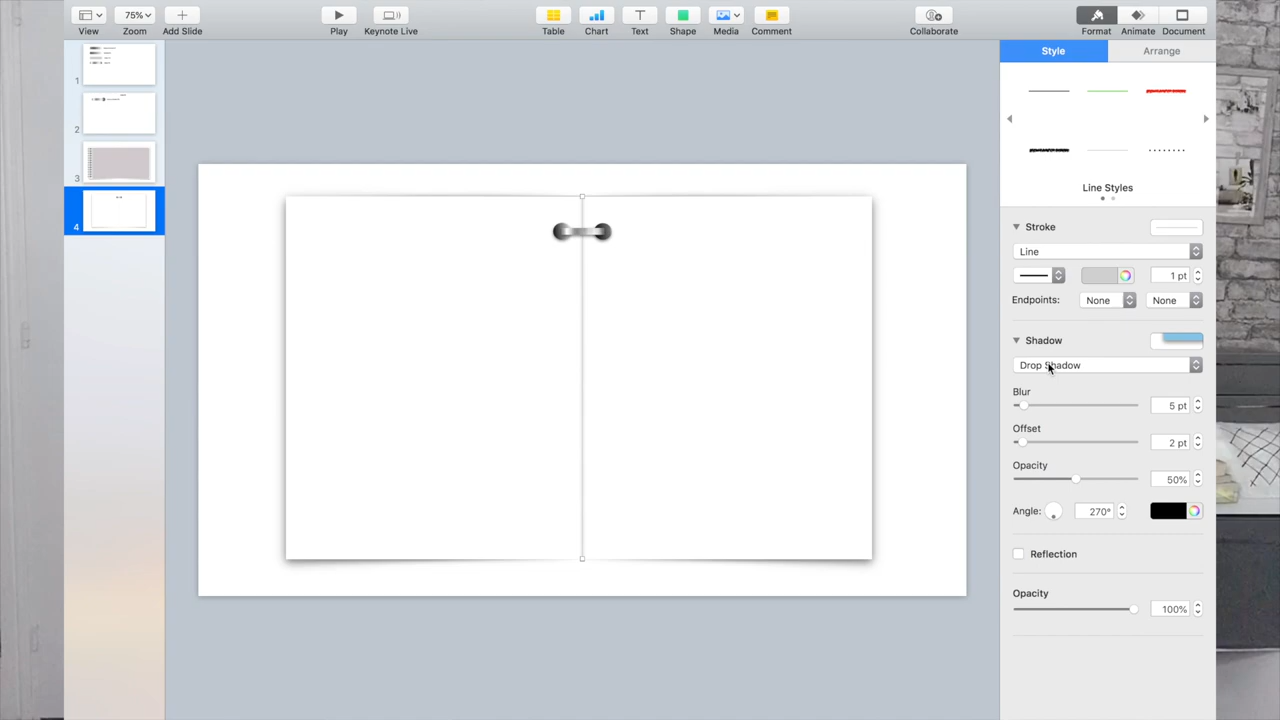 75%
View
Zoom
Add Slide
Play
Keynote Live
Table
Chart
Text
Shape
Media
Comment
Collaborate
Format
Animate
Document
1
2
3
4
Style
Arrange
Line Styles
Stroke
Line
1 pt
Endpoints:
None
None
Shadow
Drop Shadow
Blur
5 pt
Offset
2 pt
Opacity
50%
Angle:
270°
Reflection
Opacity
100%